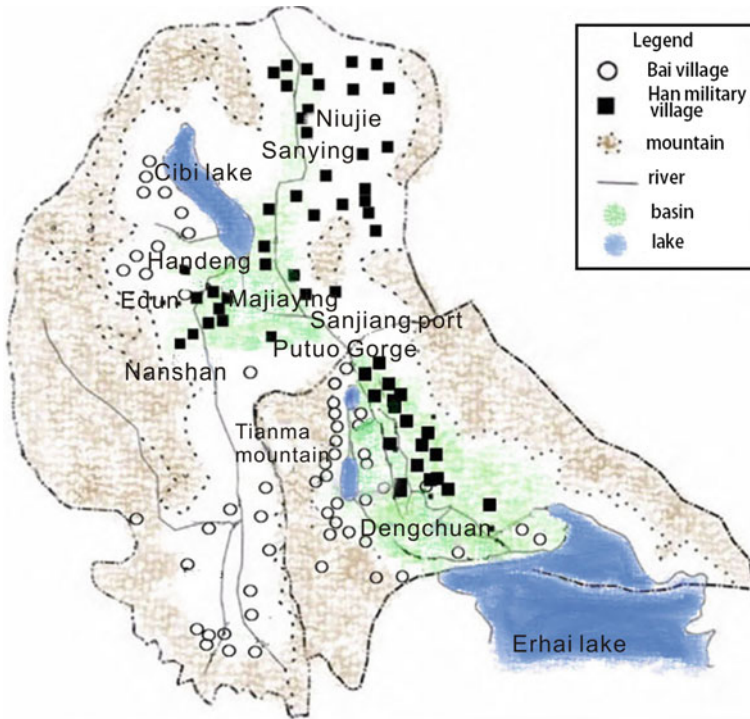 Legend
Bai village
Han military
village
mountain
river
basin
lake
Niujie
Sanying
Cibi lake
Handeng
Edun
Majiaying
Sanjiang port
Putuo Gorge
Nanshan
Tianma
mountain
Dengchuan
Erhai lake